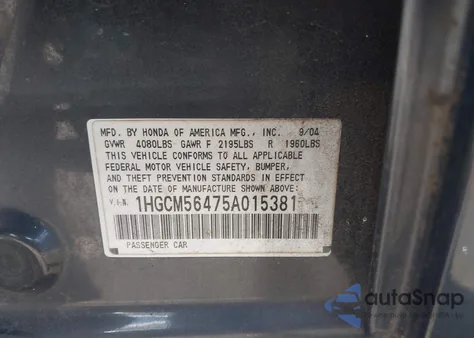 MFD. BY HONDA OF AMERICA MFG., INC. 9/04
GVWR 4080LBS GAWR F 2195LBS R 1960LBS
THIS VEHICLE CONFORMS TO ALL APPLICABLE
FEDERAL MOTOR VEHICLE SAFETY, BUMPER,
AND THEFT PREVENTION STANDARDS IN EFFECT
ON THE DATE OF MANUFACTURE SHOWN ABOVE.
V.I.N. 1HGCM56475A015381
PASSENGER CAR
autoSnap